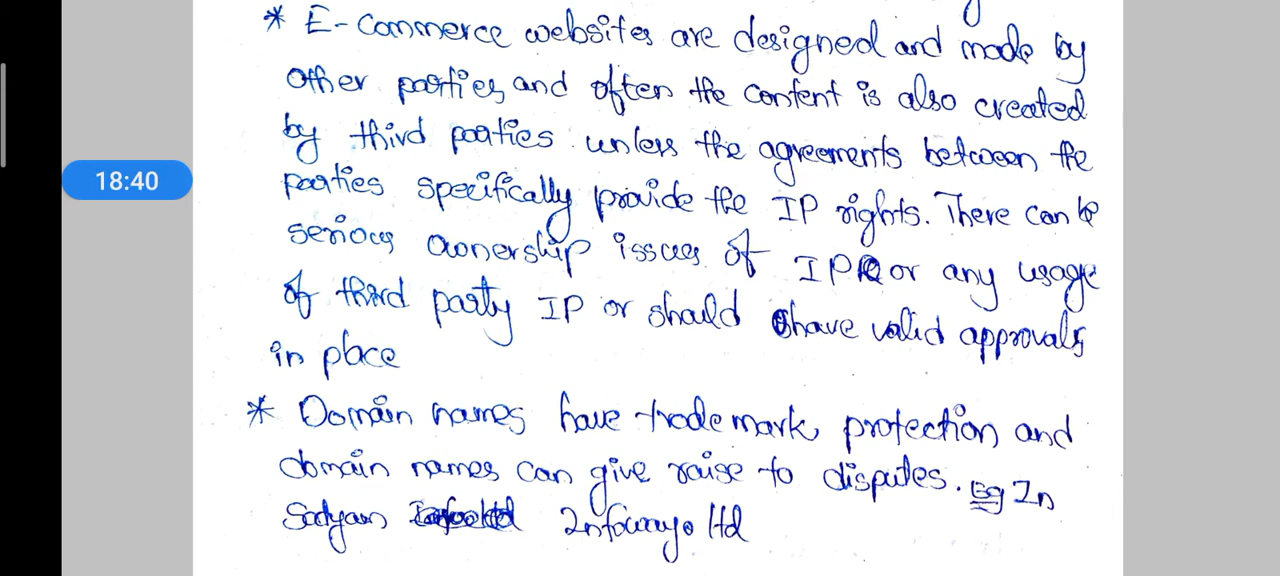 * E-Commerce websites are designed and made by
other parties and often the content is also created
by third parties unless the agreements between the
18:40
parties specifically provide the IP rights. There can be
serious ownership issues of IPR or any usage
of third party IP or should have valid approvals
in place
* Domain names have trademark protection and
domain names can give raise to disputes. Eg In
Ltd